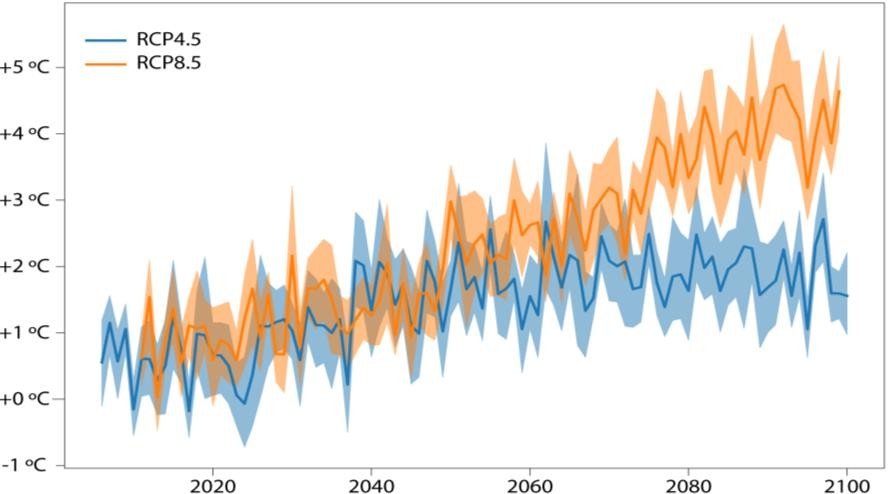 RCP4.5
RCP8.5
+5 ºC
+4 ºC
+3 ºC
+2 ºC
+1 ºC
+0 ºC
-1 ºC
2020 2040 2060 2080 2100